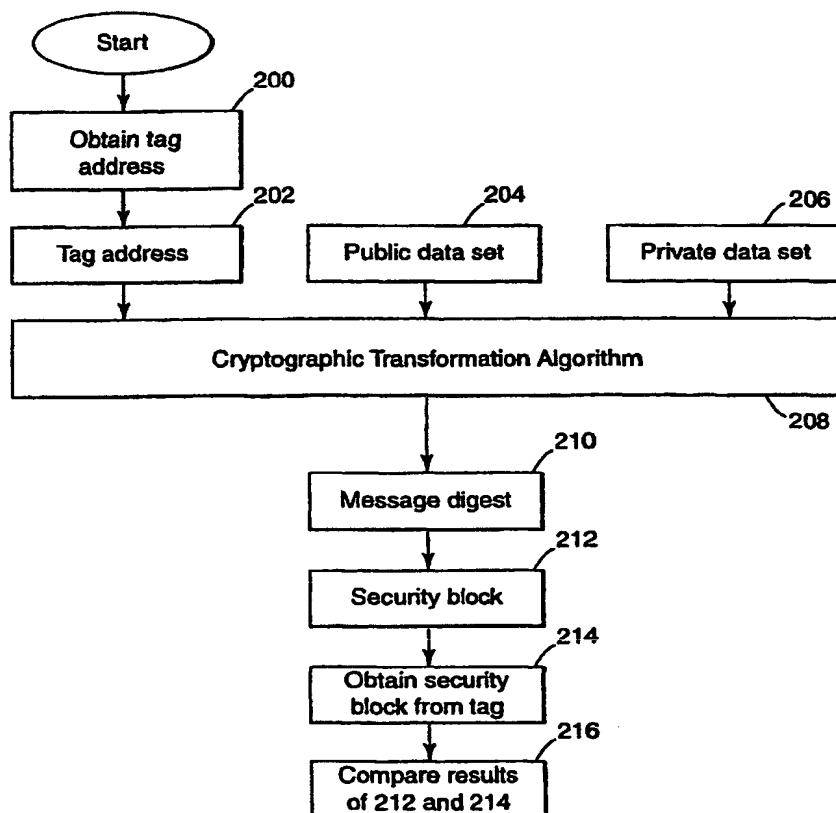 Start
200
Obtain tag
address
202
Tag address
204
Public data set
206
Private data set
Cryptographic Transformation Algorithm
208
210
Message digest
212
Security block
214
Obtain security
block from tag
216
Compare results
of 212 and 214